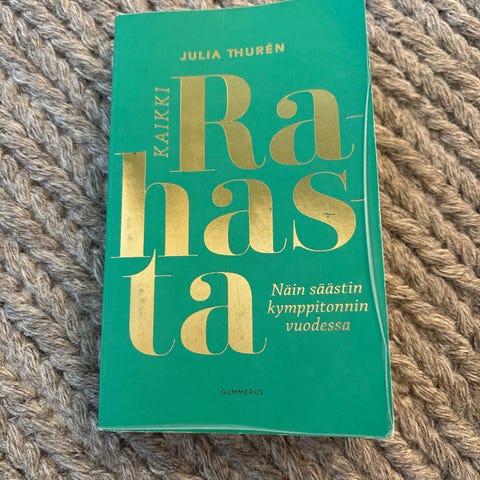 JULIA THURÉN
KAIKKI
Ra-
has-
ta
Näin säästin
kymppitonnin
vuodessa
GUMMERUS